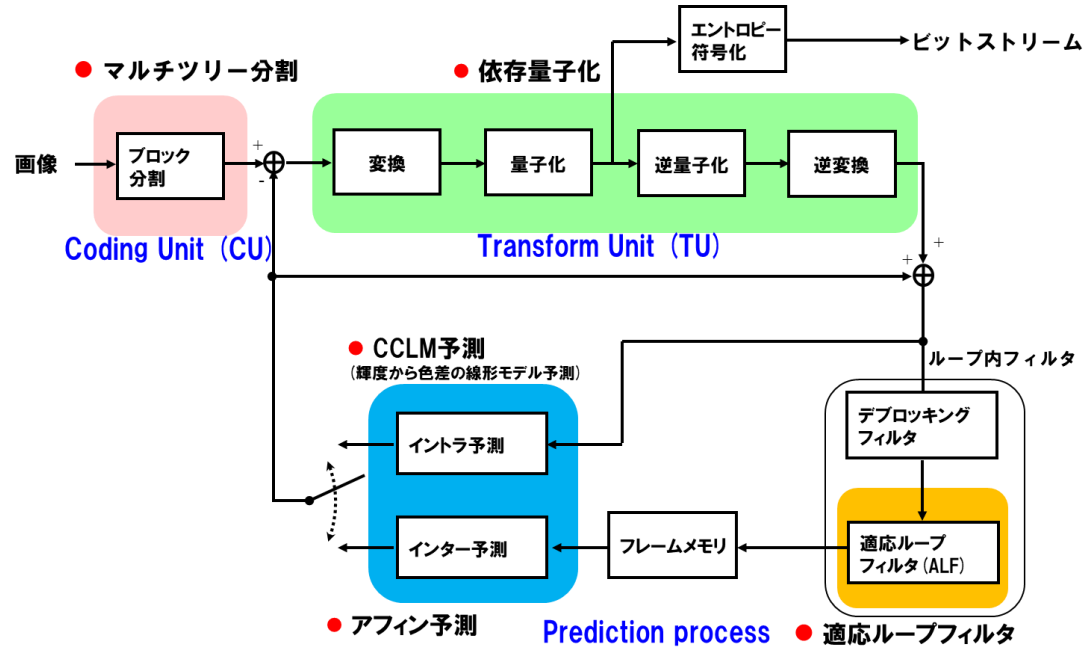 エントロピー
符号化
ビットストリーム
マルチツリー分割
依存量子化
画像
ブロック
分割
+
-
変換
量子化
逆量子化
逆変換
Coding Unit (CU)
Transform Unit (TU)
+
+
CCLM予測
(輝度から色差の線形モデル予測)
ループ内フィルタ
イントラ予測
デブロッキング
フィルタ
インター予測
フレームメモリ
適応ループ
フィルタ(ALF)
アフィン予測
Prediction process
適応ループフィルタ